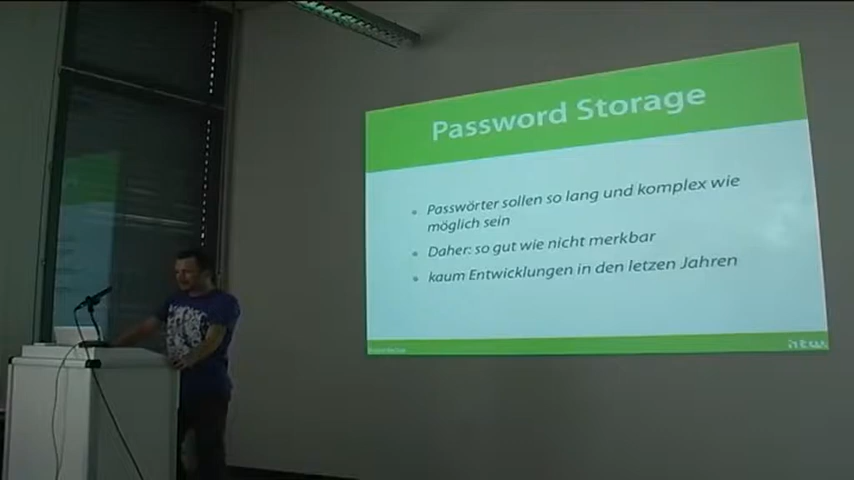 Password Storage
Passwörter sollen so lang und komplex wie
möglich sein
Daher: so gut wie nicht merkbar
kaum Entwicklungen in den letzen Jahren